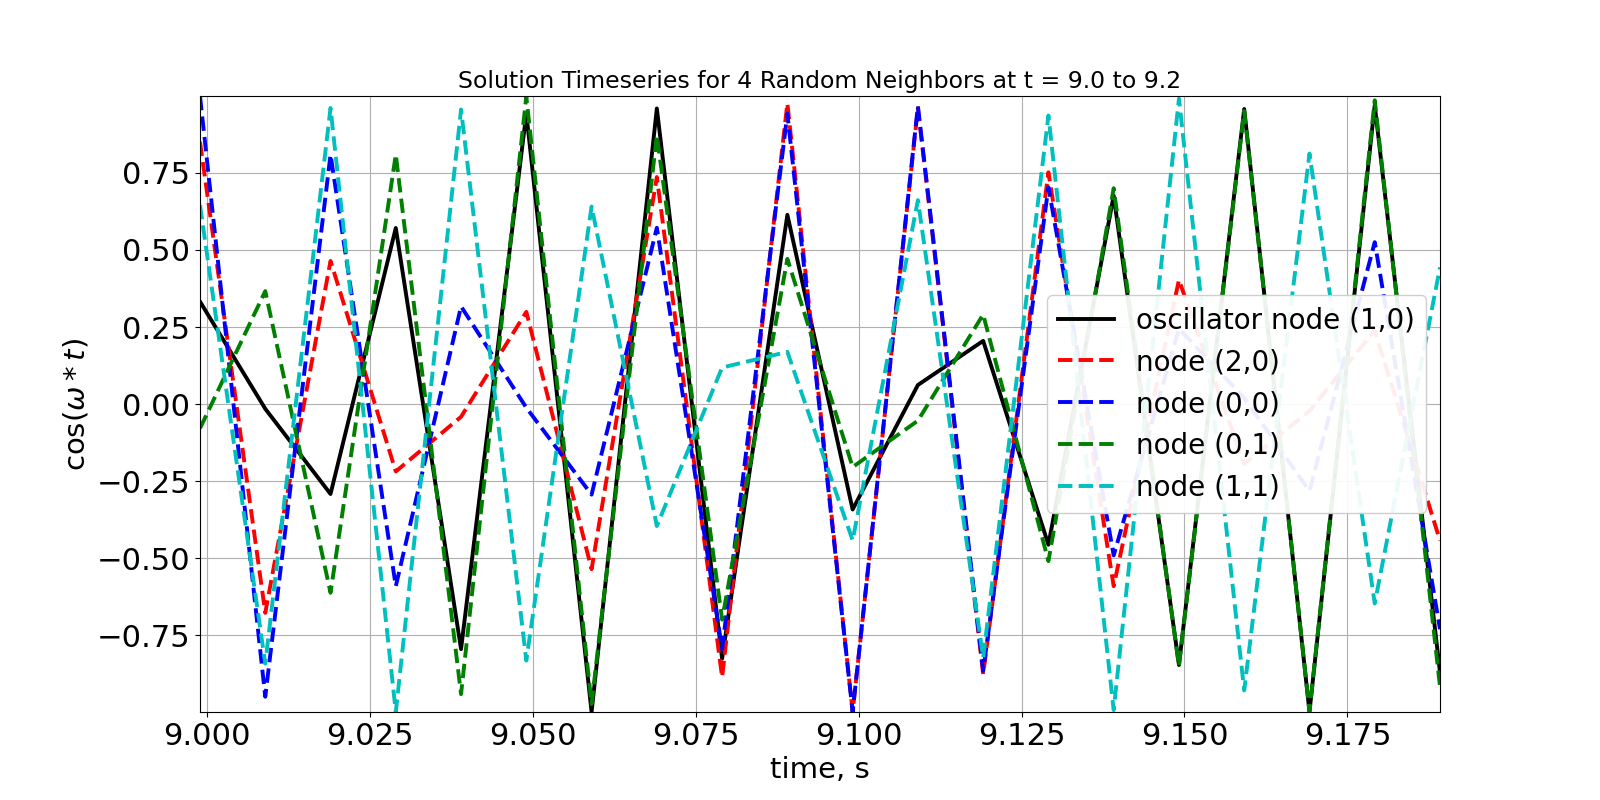 Solution Timeseries for 4 Random Neighbors at t = 9.0 to 9.2
cos(ω * t)
0.75
0.50
0.25
0.00
−0.25
−0.50
−0.75
oscillator node (1,0)
node (2,0)
node (0,0)
node (0,1)
node (1,1)
9.000 9.025 9.050 9.075 9.100 9.125 9.150 9.175
time, s